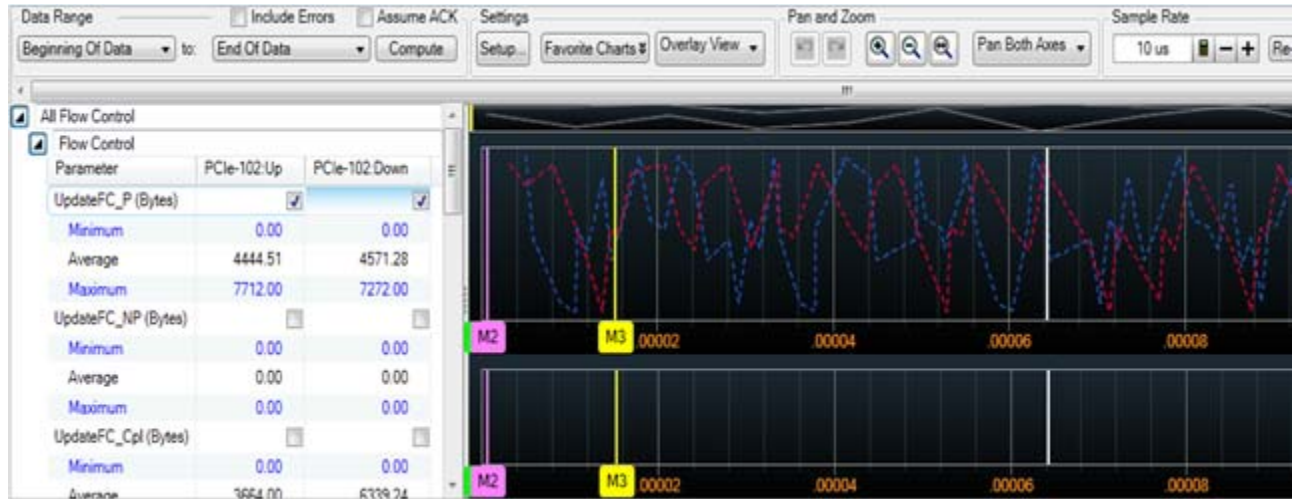 Data Range Include Errors Assume ACK Settings Pan and Zoom Sample Rate
Beginning Of Data to: End Of Data Compute Setup... Favorite Charts Overlay View Pan Both Axes 10 us Re-
All Flow Control
Flow Control
Parameter PCIe-102:Up PCIe-102:Down
UpdateFC_P (Bytes)
Minimum 0.00 0.00
Average 4444.51 4571.28
Maximum 7712.00 7272.00
UpdateFC_NP (Bytes)
Minimum 0.00 0.00
Average 0.00 0.00
Maximum 0.00 0.00
UpdateFC_Cpl (Bytes)
Minimum 0.00 0.00
Average 3664.00 6339.24
M2 M3 .00002 .00004 .00006 .00008
M2 M3 .00002 .00004 .00006 .00008